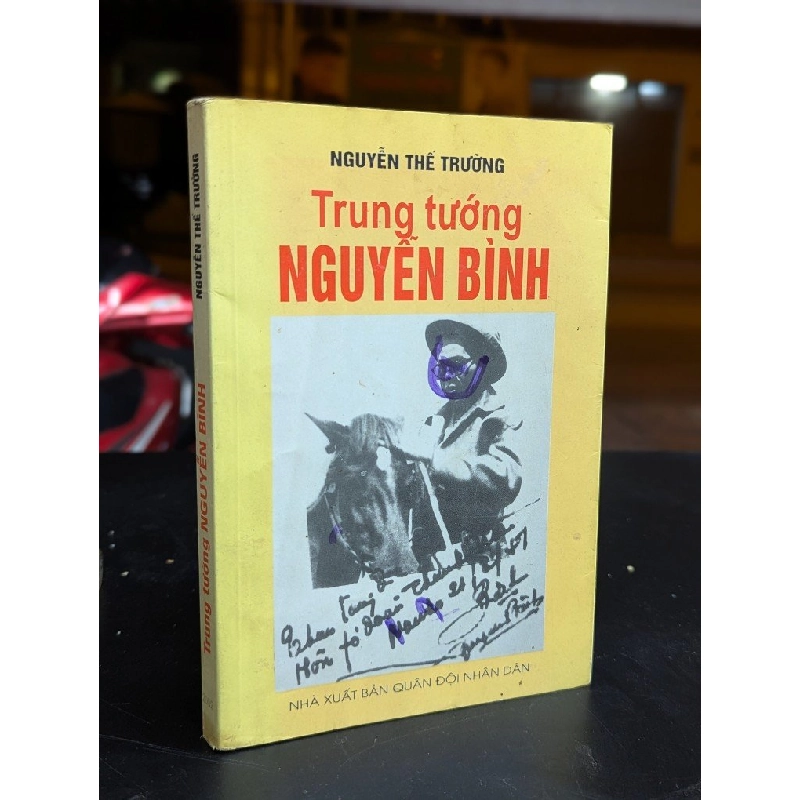 NGUYỄN THẾ TRƯỜNG
Trung tướng
NGUYỄN BÌNH
NHÀ XUẤT BẢN QUÂN ĐỘI NHÂN DÂN
NGUYỄN THẾ TRƯỜNG
Trung tướng NGUYỄN BÌNH